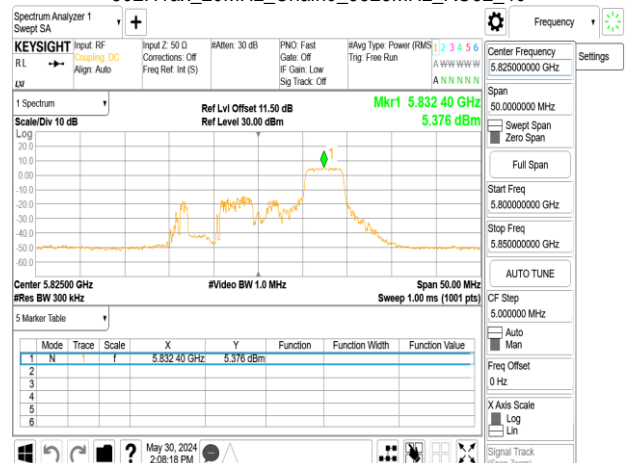 Spectrum Analyzer 1
Swept SA
Frequency
KEYSIGHT
Input: RF
Coupling: DC
Align: Auto
Input Z: 50 Ω
Corrections: Off
Freq Ref: Int (S)
#Atten: 30 dB
PNO: Fast
Gate: Off
IF Gain: Low
Sig Track: Off
#Avg Type: Power (RMS
Trig: Free Run
1 2 3 4 5 6
A W W W W W
A N N N N N
RL
LXI
1 Spectrum
Scale/Div 10 dB
Ref Lvl Offset 11.50 dB
Ref Level 30.00 dBm
Mkr1 5.832 40 GHz
5.376 dBm
Log
20.0
10.0
0.00
-10.0
-20.0
-30.0
-40.0
-50.0
-60.0
1
Center 5.82500 GHz
#Res BW 300 kHz
#Video BW 1.0 MHz
Span 50.00 MHz
Sweep 1.00 ms (1001 pts)
5 Marker Table
Mode Trace Scale X Y Function Function Width Function Value
1 N 1 f 5.832 40 GHz 5.376 dBm
2
3
4
5
6
May 30, 2024
2:08:18 PM
Center Frequency
5.825000000 GHz
Settings
Span
50.0000000 MHz
Swept Span
Zero Span
Full Span
Start Freq
5.800000000 GHz
Stop Freq
5.850000000 GHz
AUTO TUNE
CF Step
5.000000 MHz
Auto
Man
Freq Offset
0 Hz
X Axis Scale
Log
Lin
Signal Track